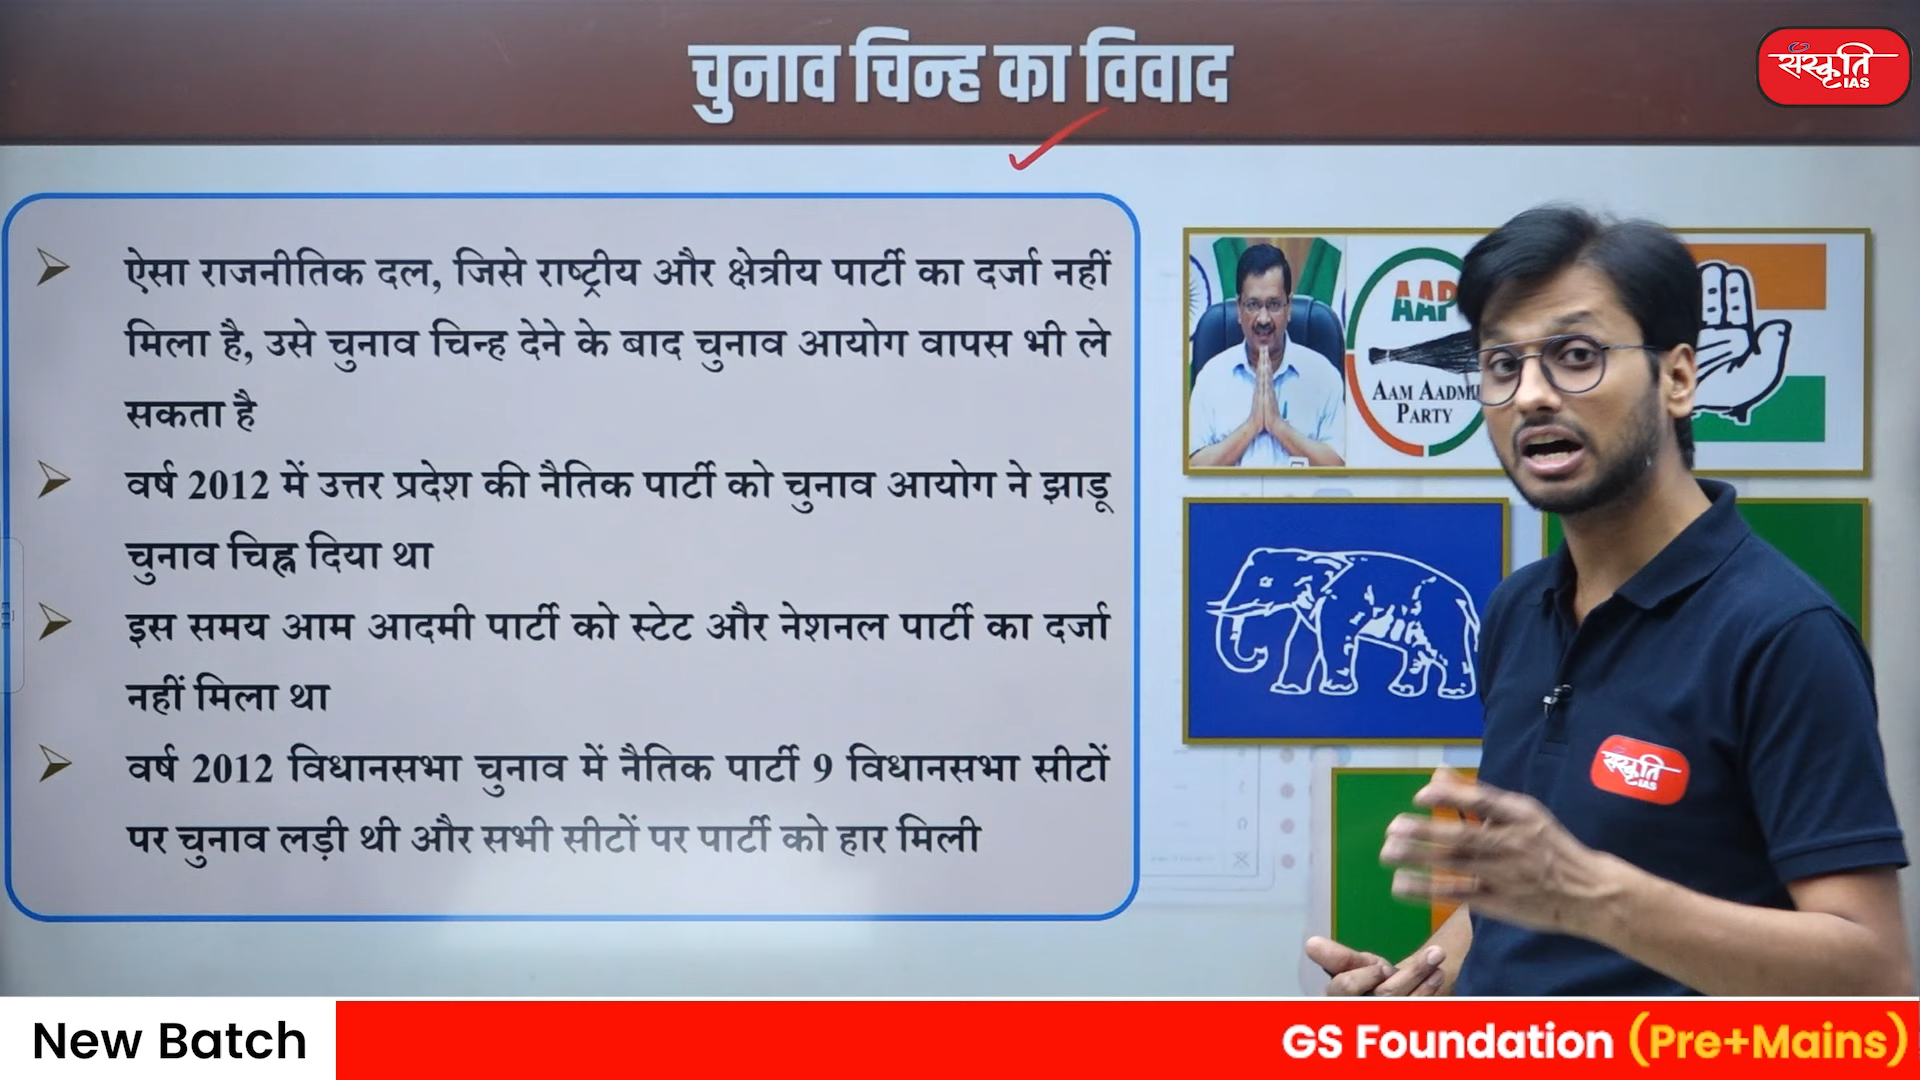 चुनाव चिन्ह का विवाद
संस्कृति
IAS
ऐसा राजनीतिक दल, जिसे राष्ट्रीय और क्षेत्रीय पार्टी का दर्जा नहीं
मिला है, उसे चुनाव चिन्ह देने के बाद चुनाव आयोग वापस भी ले
सकता है
वर्ष 2012 में उत्तर प्रदेश की नैतिक पार्टी को चुनाव आयोग ने झाडू
चुनाव चिह्न दिया था
इस समय आम आदमी पार्टी को स्टेट और नेशनल पार्टी का दर्जा
नहीं मिला था
वर्ष 2012 विधानसभा चुनाव में नैतिक पार्टी 9 विधानसभा सीटों
पर चुनाव लड़ी थी और सभी सीटों पर पार्टी को हार मिली
AAP
AAM AADMI
PARTY
संस्कृति
IAS
New Batch
GS Foundation (Pre+Mains)